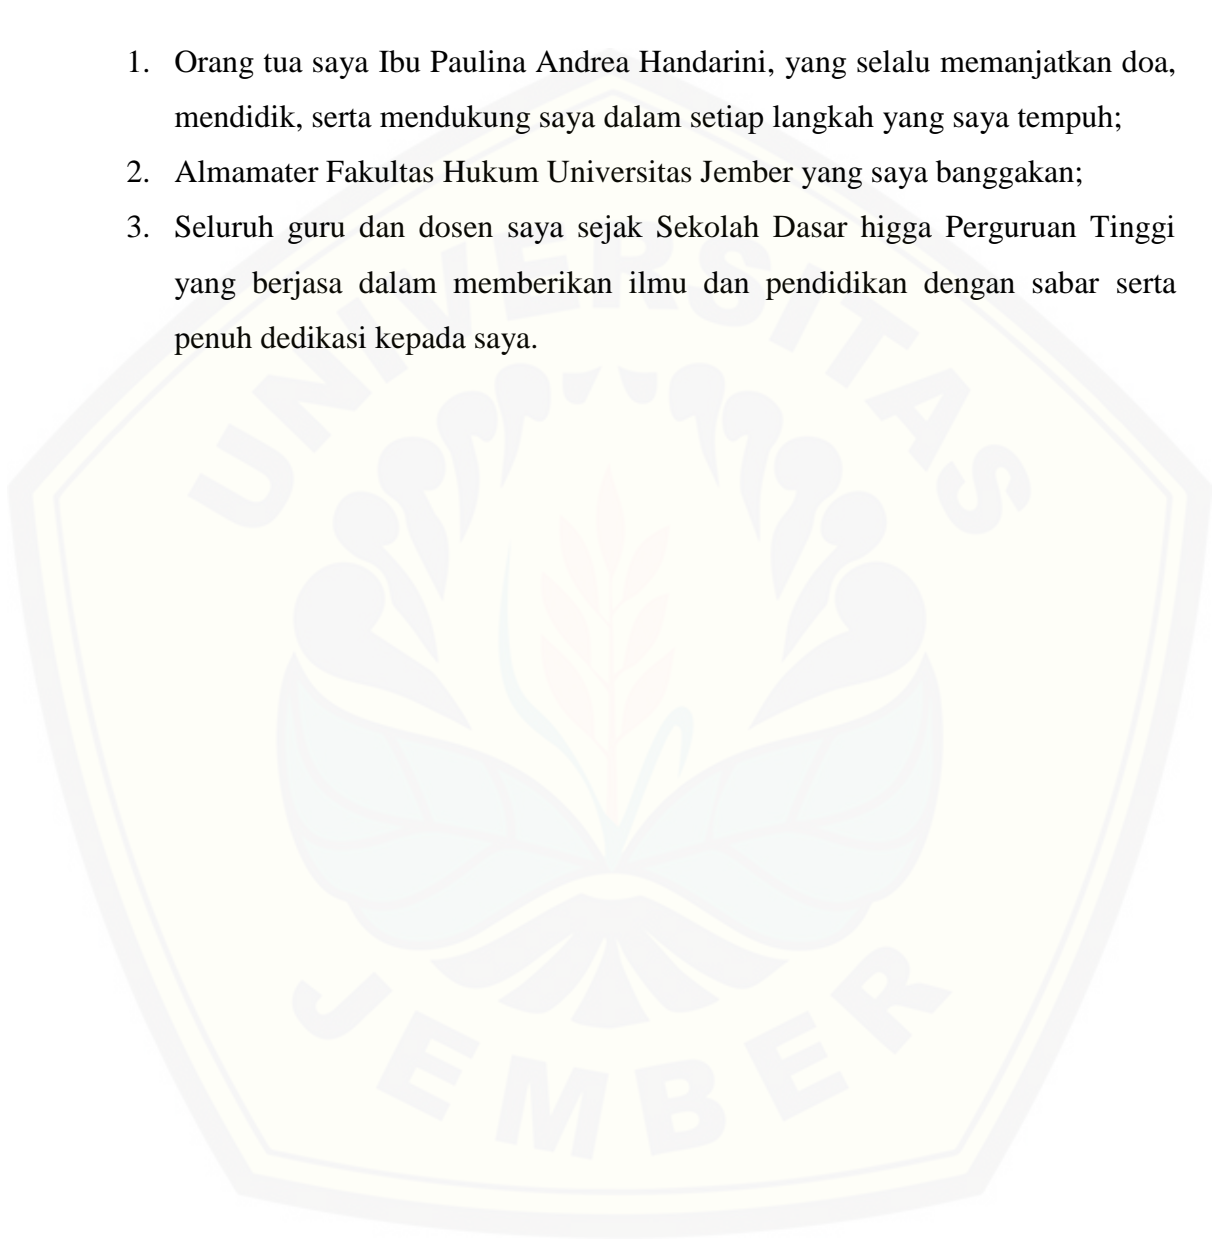 1. Orang tua saya Ibu Paulina Andrea Handarini, yang selalu memanjatkan doa,
mendidik, serta mendukung saya dalam setiap langkah yang saya tempuh;
2. Almamater Fakultas Hukum Universitas Jember yang saya banggakan;
3. Seluruh guru dan dosen saya sejak Sekolah Dasar higga Perguruan Tinggi
yang berjasa dalam memberikan ilmu dan pendidikan dengan sabar serta
penuh dedikasi kepada saya.
UNIVERSITAS
JEMBER